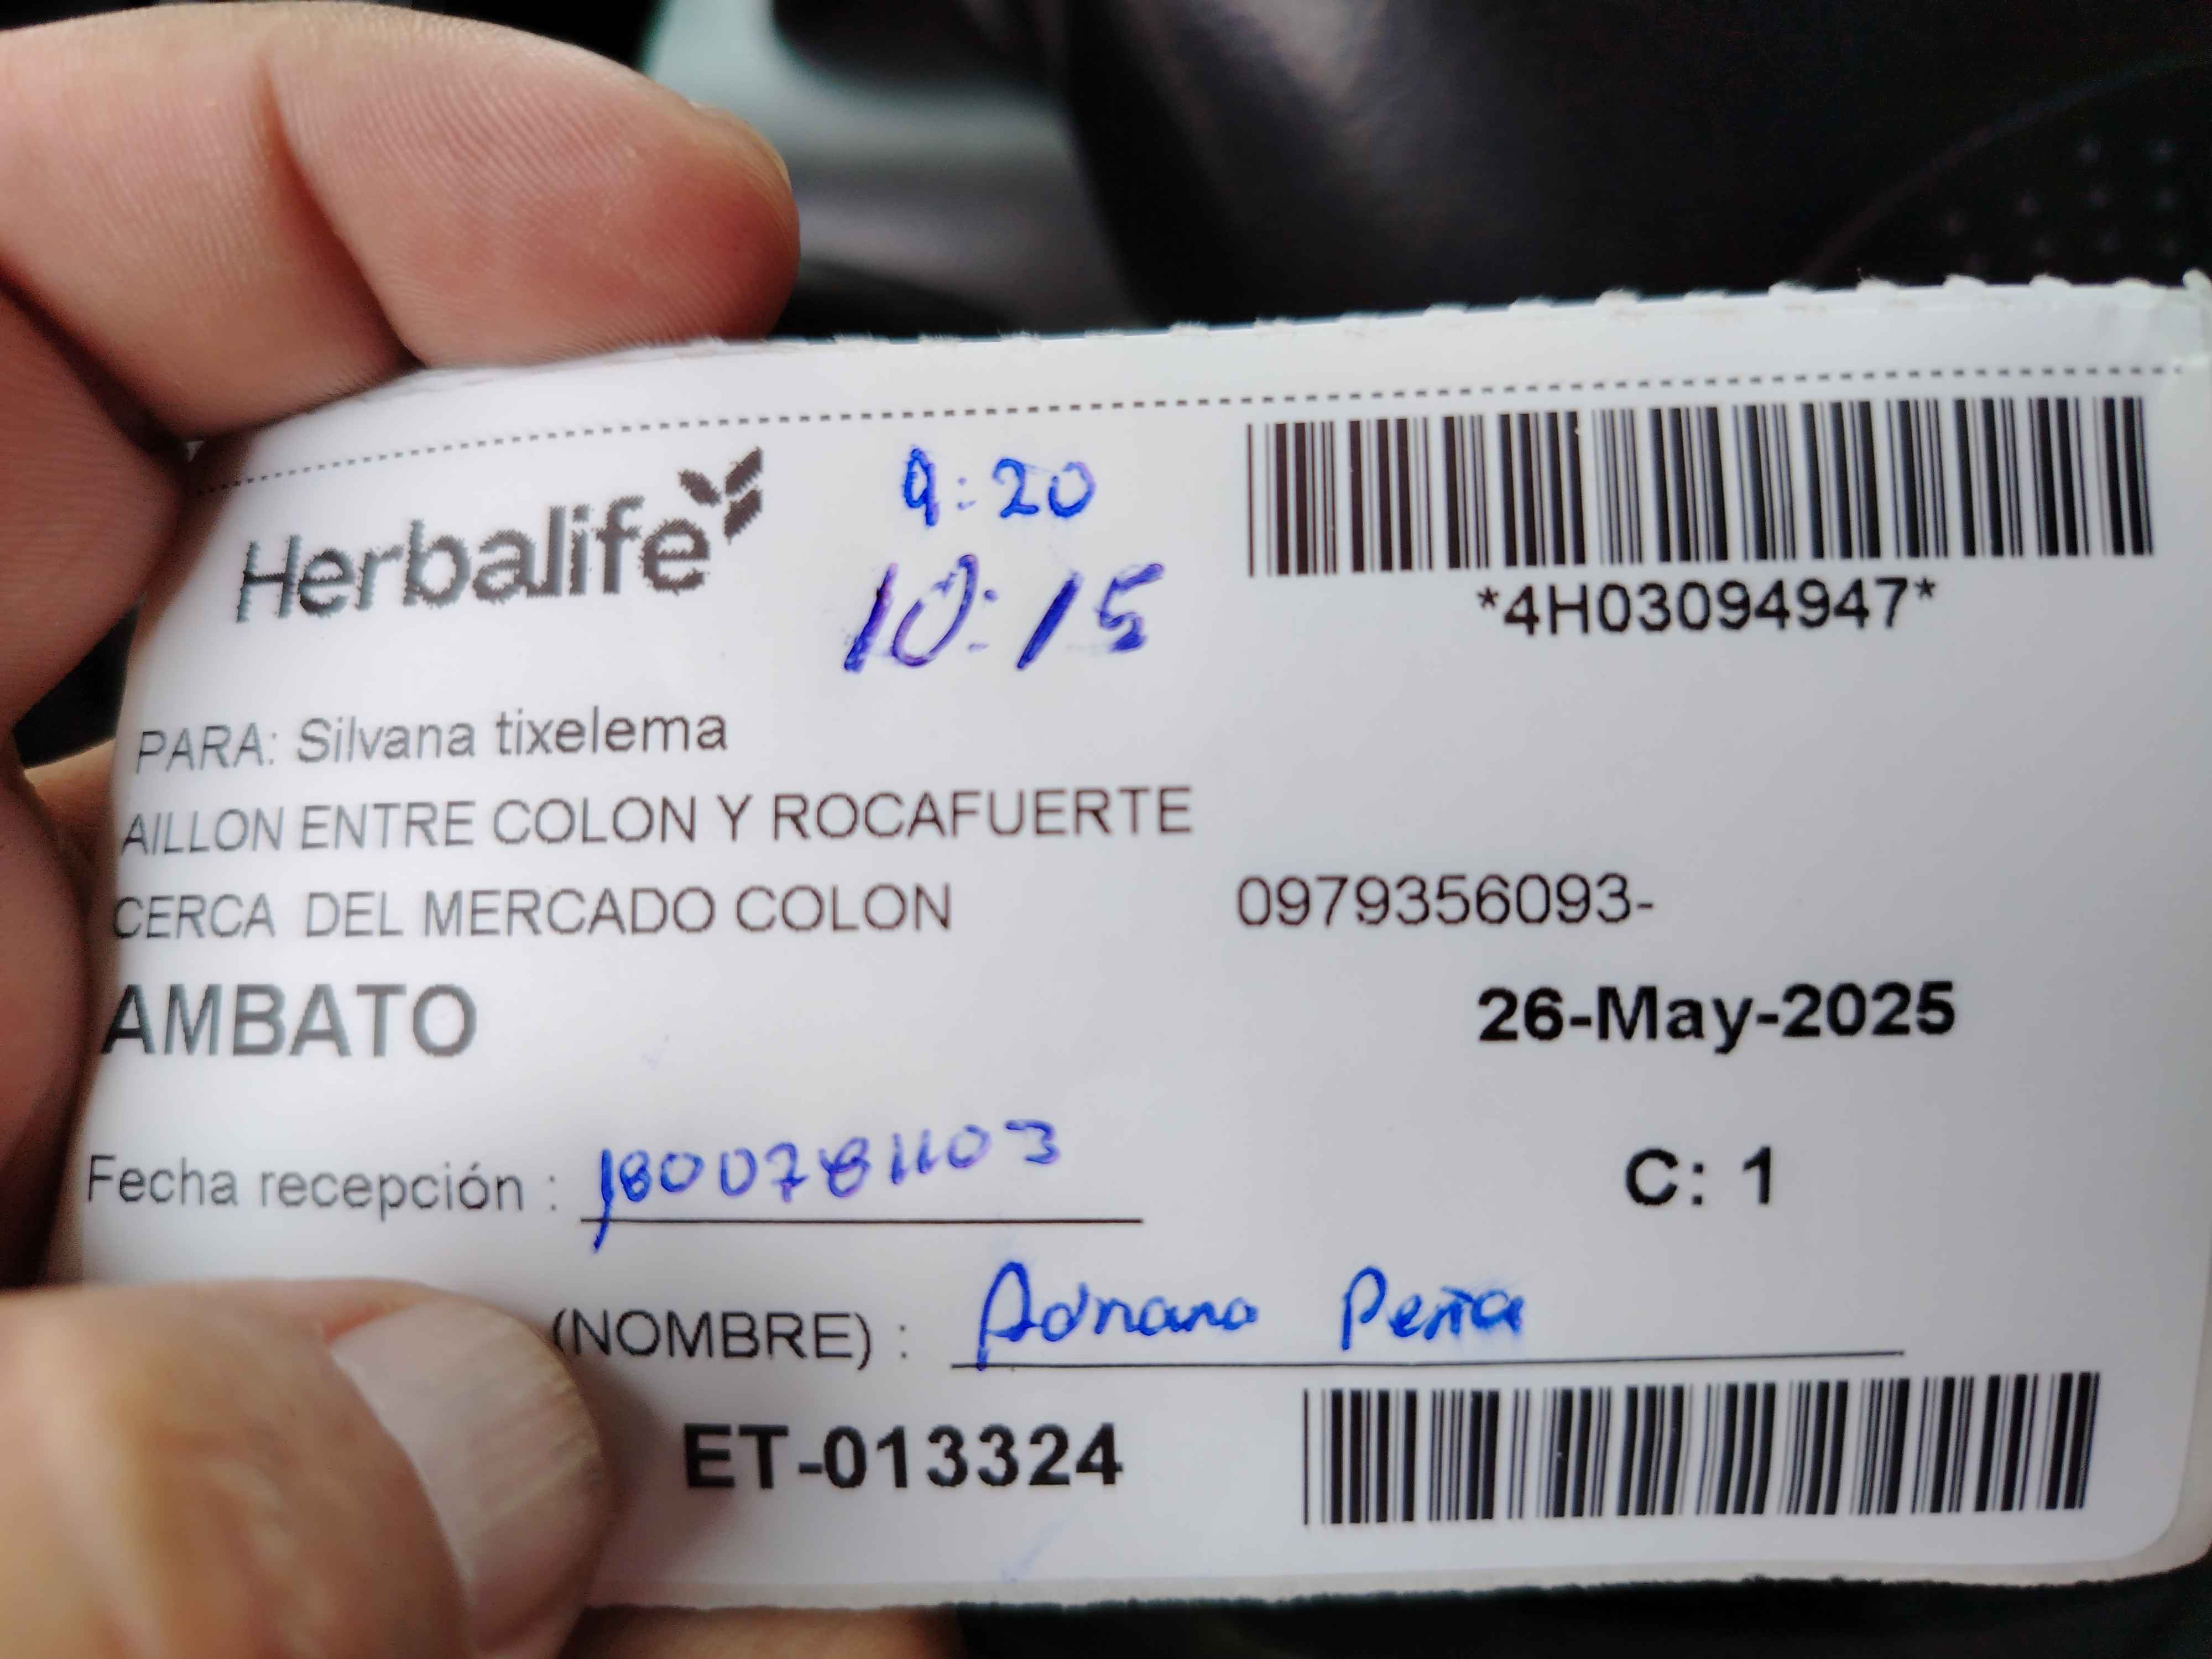 Herbalife
9:20
10:15
*4H03094947*
PARA: Silvana tixelema
AILLON ENTRE COLON Y ROCAFUERTE
CERCA DEL MERCADO COLON
0979356093-
AMBATO
26-May-2025
Fecha recepción : 1800781103
C: 1
(NOMBRE) : Adriana Peña
ET-013324